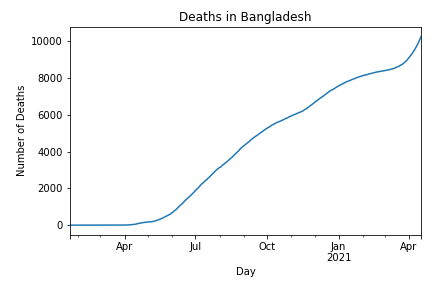 Deaths in Bangladesh
Number of Deaths
10000
8000
6000
4000
2000
0
Apr Jul Oct Jan Apr
2021
Day